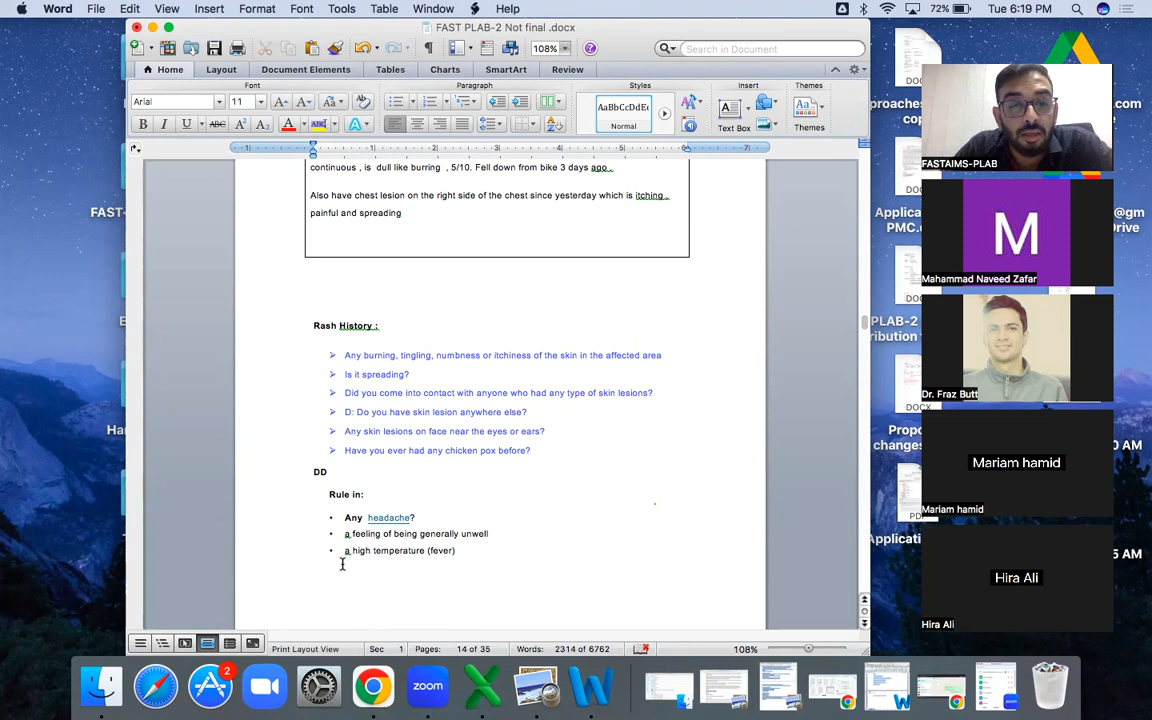 Word File Edit View Insert Format Font Tools Table Window Help 72% Tue 6:19 PM
FAST PLAB-2 Not final .docx
108% Search in Document
Home Layout Document Elements Tables Charts SmartArt Review
Font Paragraph Styles Insert Themes
Arial 11 AaBbCcDdEe
Normal Text Box Themes
continuous , is dull like burring , 5/10. Fell down from bike 3 days ago .
Also have chest lesion on the right side of the chest since yesterday which is itching ,
painful and spreading
Rash History :
Any burning, tingling, numbness or itchiness of the skin in the affected area
Is it spreading?
Did you come into contact with anyone who had any type of skin lesions?
D: Do you have skin lesion anywhere else?
Any skin lesions on face near the eyes or ears?
Have you ever had any chicken pox before?
DD
Rule in:
Any headache?
a feeling of being generally unwell
a high temperature (fever)
Print Layout View Sec 1 Pages: 14 of 35 Words: 2314 of 6762 108%
FASTAIMS-PLAB
M
Mahammad Naveed Zafar
Dr. Fraz Butt
Mariam hamid
Mariam hamid
Hira Ali
Hira Ali
FAST-
DOCX
PLAB-2
DOCX
zoom
2